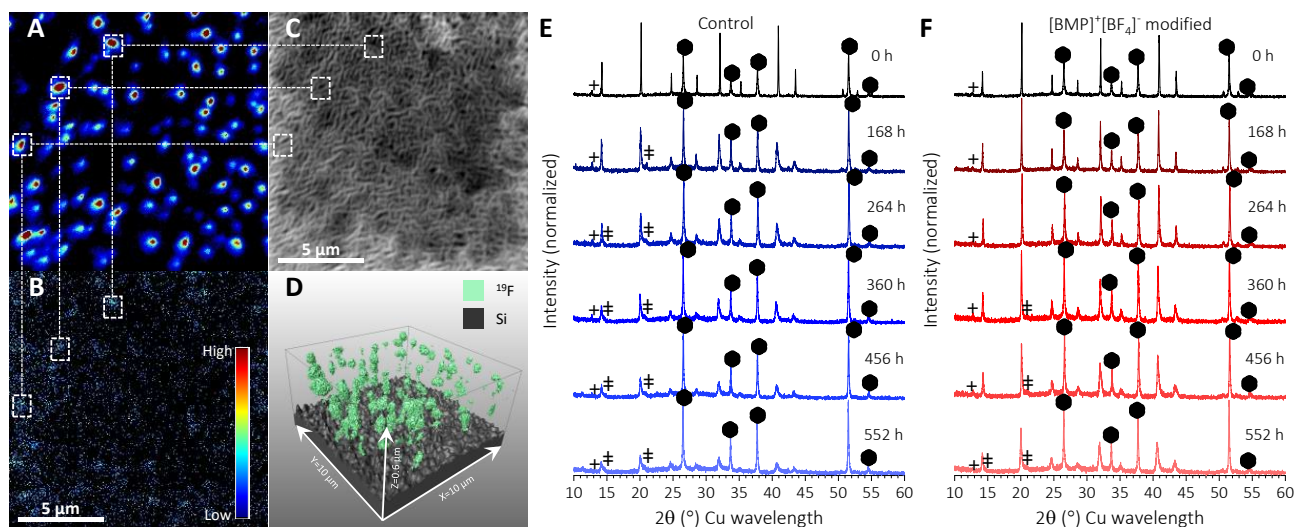 A
C
B
High
Low
5 µm
5 µm
D
¹⁹F
Si
Y=10 µm
Z=0.6 µm
X=10 µm
E
Control
0 h
+
168 h
+ ‡
264 h
+ ‡ ‡
360 h
+ ‡ ‡
456 h
+ ‡ ‡
552 h
+ ‡ ‡
Intensity (normalized)
10 15 20 25 30 35 40 45 50 55 60
2θ (°) Cu wavelength
F
[BMP]⁺[BF₄]⁻ modified
0 h
+
168 h
+
264 h
+
360 h
+ ‡
456 h
+ ‡
552 h
+ ‡ ‡
Intensity (normalized)
10 15 20 25 30 35 40 45 50 55 60
2θ (°) Cu wavelength